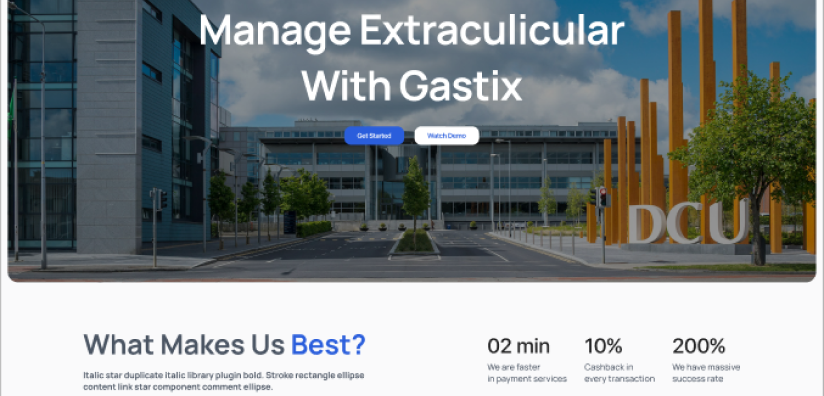 Manage Extraculicular
With Gastix
Get Started
Watch Demo
DCU
What Makes Us Best?
Italic star duplicate italic library plugin bold. Stroke rectangle ellipse
content link star component comment ellipse.
02 min
We are faster
in payment services
10%
Cashback in
every transaction
200%
We have massive
success rate